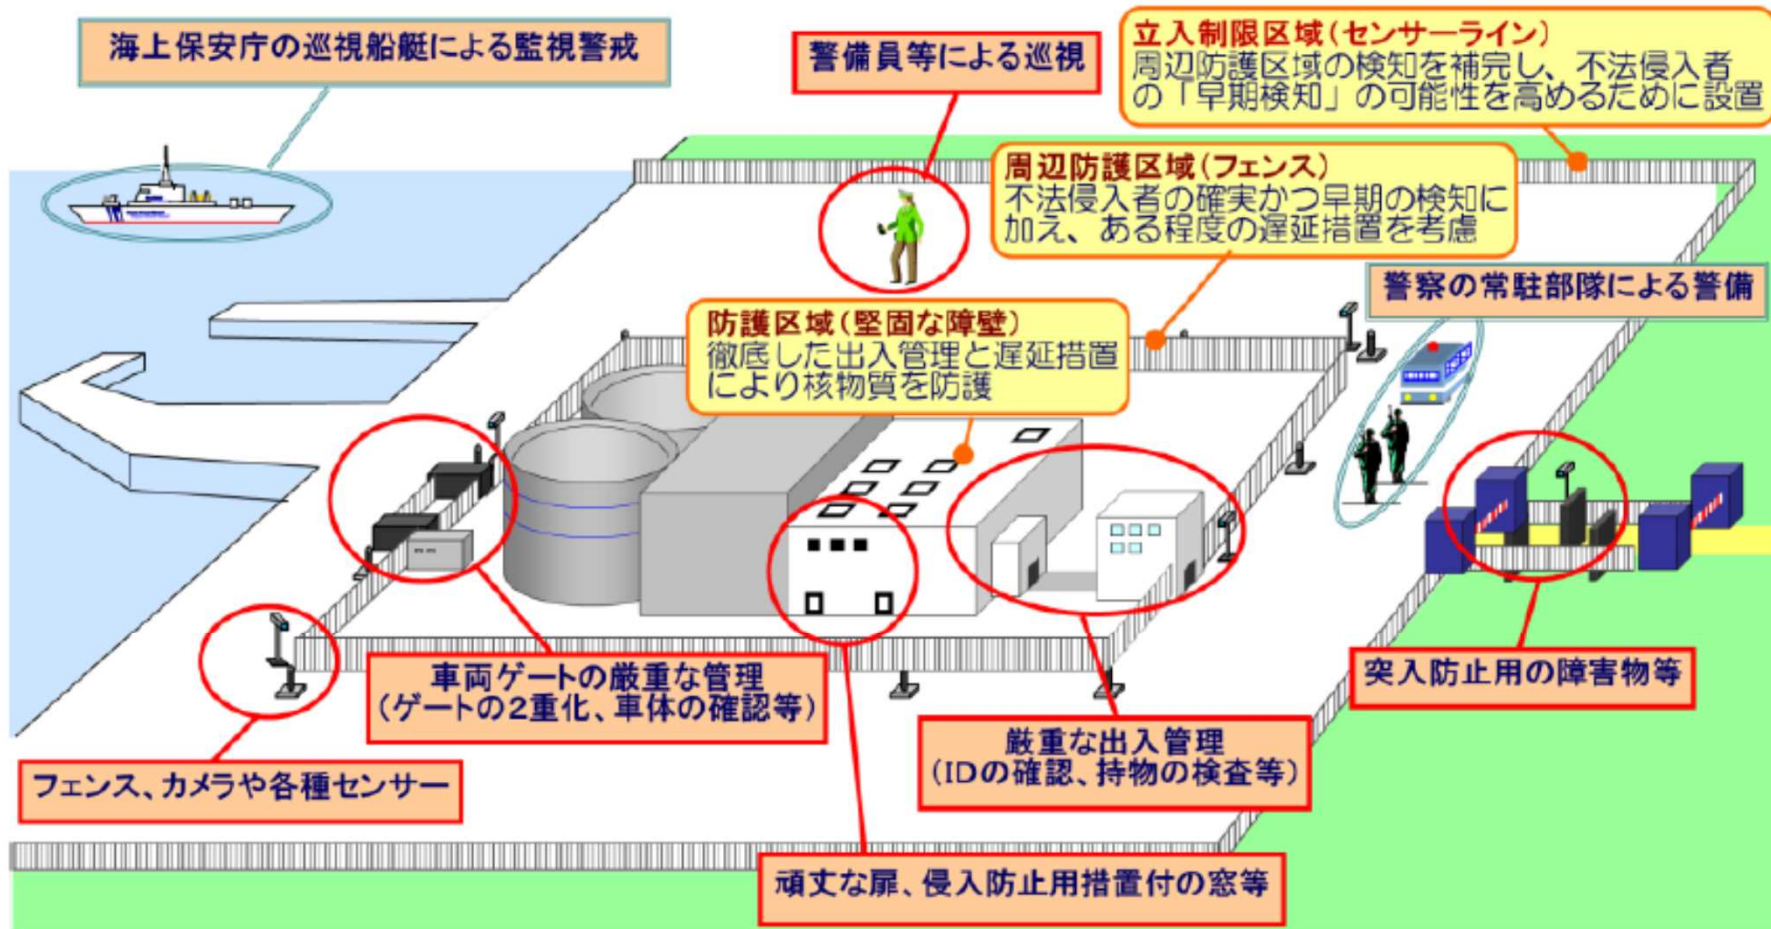 海上保安庁の巡視船艇による監視警戒
警備員等による巡視
立入制限区域(センサーライン)
周辺防護区域の検知を補完し、不法侵入者
の「早期検知」の可能性を高めるために設置
周辺防護区域(フェンス)
不法侵入者の確実かつ早期の検知に
加え、ある程度の遅延措置を考慮
警察の常駐部隊による警備
防護区域(堅固な障壁)
徹底した出入管理と遅延措置
により核物質を防護
車両ゲートの厳重な管理
(ゲートの2重化、車体の確認等)
突入防止用の障害物等
厳重な出入管理
(IDの確認、持物の検査等)
フェンス、カメラや各種センサー
頑丈な扉、侵入防止用措置付の窓等